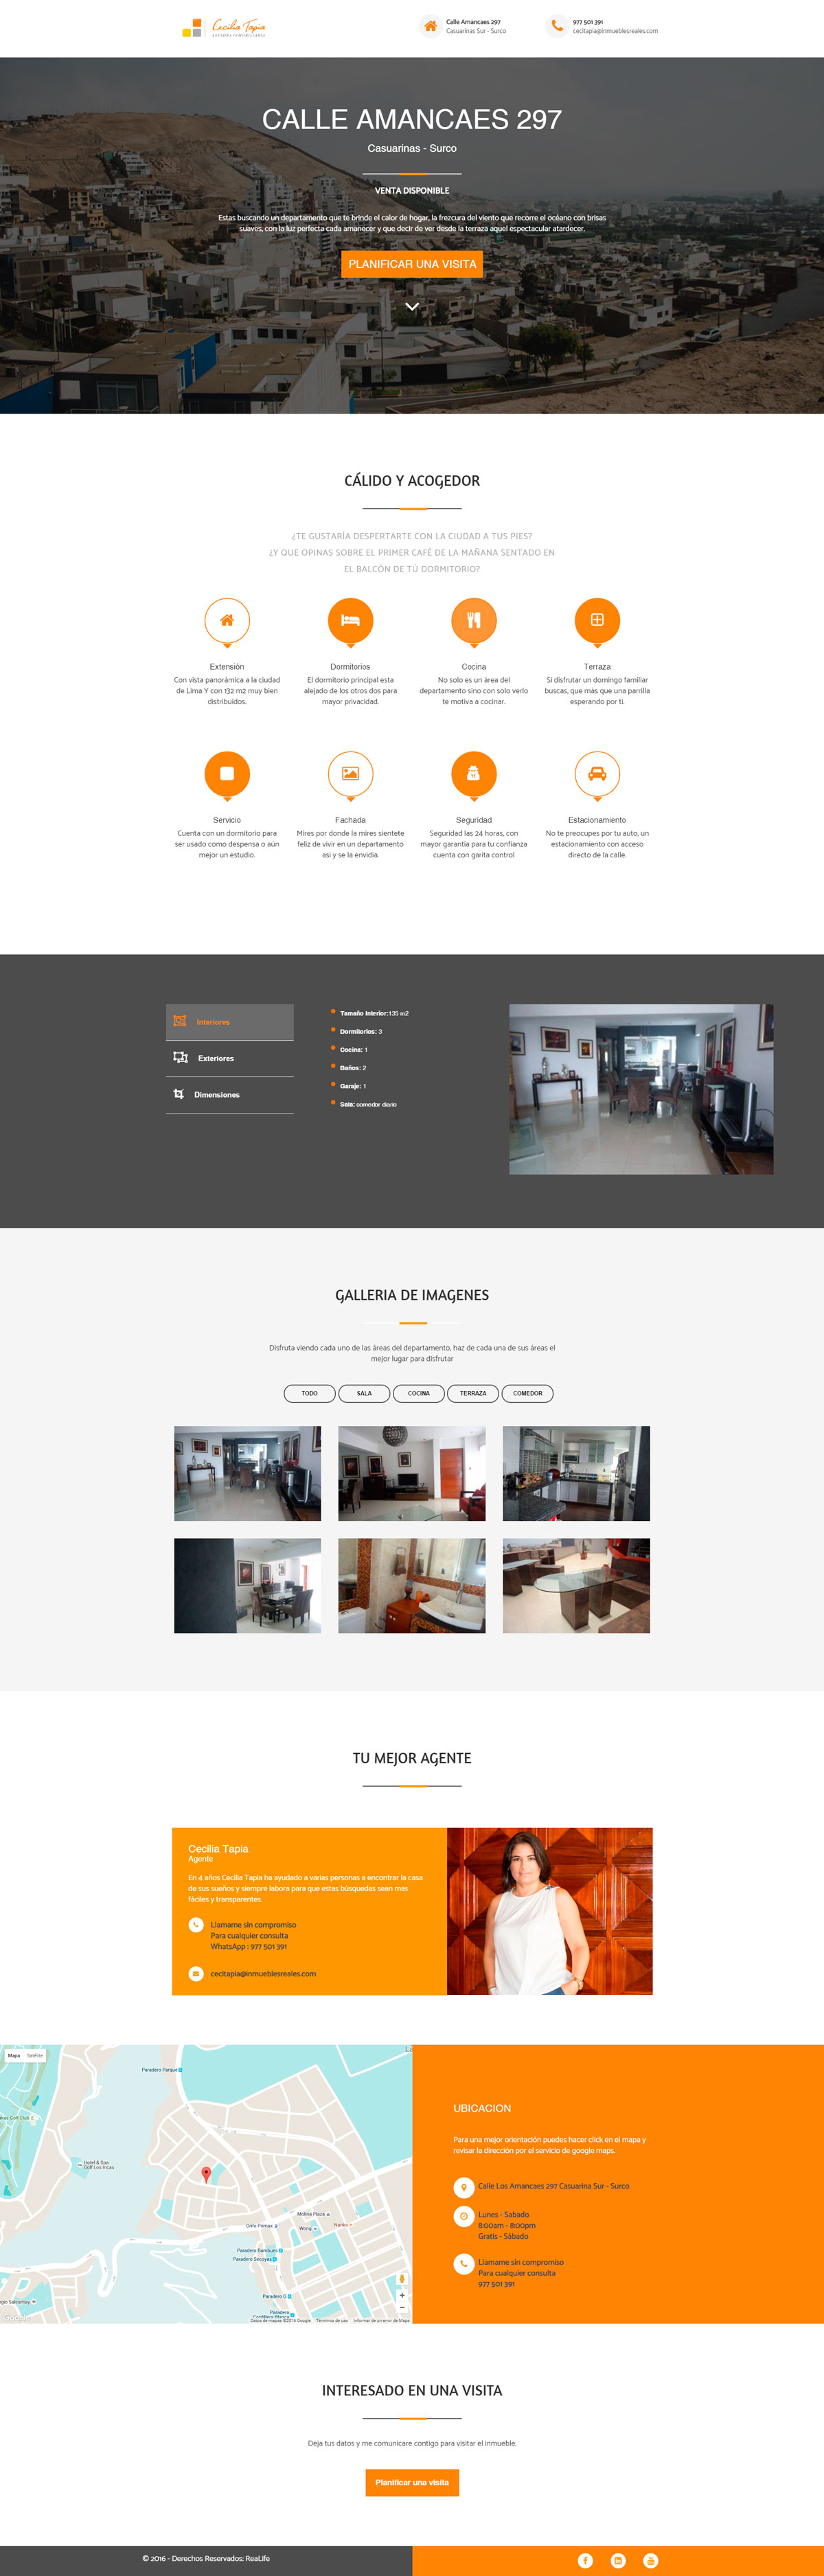 Cecilia Tapia
ASESORA INMOBILIARIA
Calle Amancaes 297
Casuarinas Sur - Surco
977 501 391
cecitapia@inmueblesreales.com
CALLE AMANCAES 297
Casuarinas - Surco
VENTA DISPONIBLE
Estas buscando un departamento que te brinde el calor de hogar, la frezcura del viento que recorre el océano con brisas
suaves, con la luz perfecta cada amanecer y que decir de ver desde la terraza aquel espectacular atardecer.
PLANIFICAR UNA VISITA
CÁLIDO Y ACOGEDOR
¿TE GUSTARÍA DESPERTARTE CON LA CIUDAD A TUS PIES?
¿Y QUE OPINAS SOBRE EL PRIMER CAFÉ DE LA MAÑANA SENTADO EN
EL BALCÓN DE TÚ DORMITORIO?
Extensión
Con vista panorámica a la ciudad
de Lima Y con 132 m2 muy bien
distribuidos.
Dormitorios
El dormitorio principal esta
alejado de los otros dos para
mayor privacidad.
Cocina
No solo es un área del
departamento sino con solo verlo
te motiva a cocinar.
Terraza
Si disfrutar un domingo familiar
buscas, que más que una parrilla
esperando por ti.
Servicio
Cuenta con un dormitorio para
ser usado como despensa o aún
mejor un estudio.
Fachada
Mires por donde la mires sientete
feliz de vivir en un departamento
asi y se la envidia.
Seguridad
Seguridad las 24 horas, con
mayor garantía para tu confianza
cuenta con garita control
Estacionamiento
No te preocupes por tu auto, un
estacionamiento con acceso
directo de la calle.
Interiores
Exteriores
Dimensiones
Tamaño Interior:135 m2
Dormitorios: 3
Cocina: 1
Baños: 2
Garaje: 1
Sala: comedor diario
GALLERIA DE IMAGENES
Disfruta viendo cada uno de las áreas del departamento, haz de cada una de sus áreas el
mejor lugar para disfrutar
TODO
SALA
COCINA
TERRAZA
COMEDOR
TU MEJOR AGENTE
Cecilia Tapia
Agente
En 4 años Cecilia Tapia ha ayudado a varias personas a encontrar la casa
de sus sueños y siempre labora para que estas búsquedas sean mas
fáciles y transparentes.
Llamame sin compromiso
Para cualquier consulta
WhatsApp : 977 501 391
cecitapia@inmueblesreales.com
Mapa Satélite
Paradero Parque
Golf Club
Hotel & Spa
Golf Los Incas
Molina Plaza
Grifo Primax
Wong
Nanka
Paradero Bambues
Paradero Secoyas
Paradero G
Paradero
Cordillera Blanca
Google
Datos de mapas ©2016 Google Términos de uso Informar de un error de Maps
UBICACION
Para una mejor orientación puedes hacer click en el mapa y
revisar la dirección por el servicio de google maps.
Calle Los Amancaes 297 Casuarina Sur - Surco
Lunes - Sabado
8:00am - 8:00pm
Gratis - Sábado
Llamame sin compromiso
Para cualquier consulta
977 501 391
INTERESADO EN UNA VISITA
Deja tus datos y me comunicare contigo para visitar el inmueble.
Planificar una visita
© 2016 - Derechos Reservados: ReaLife